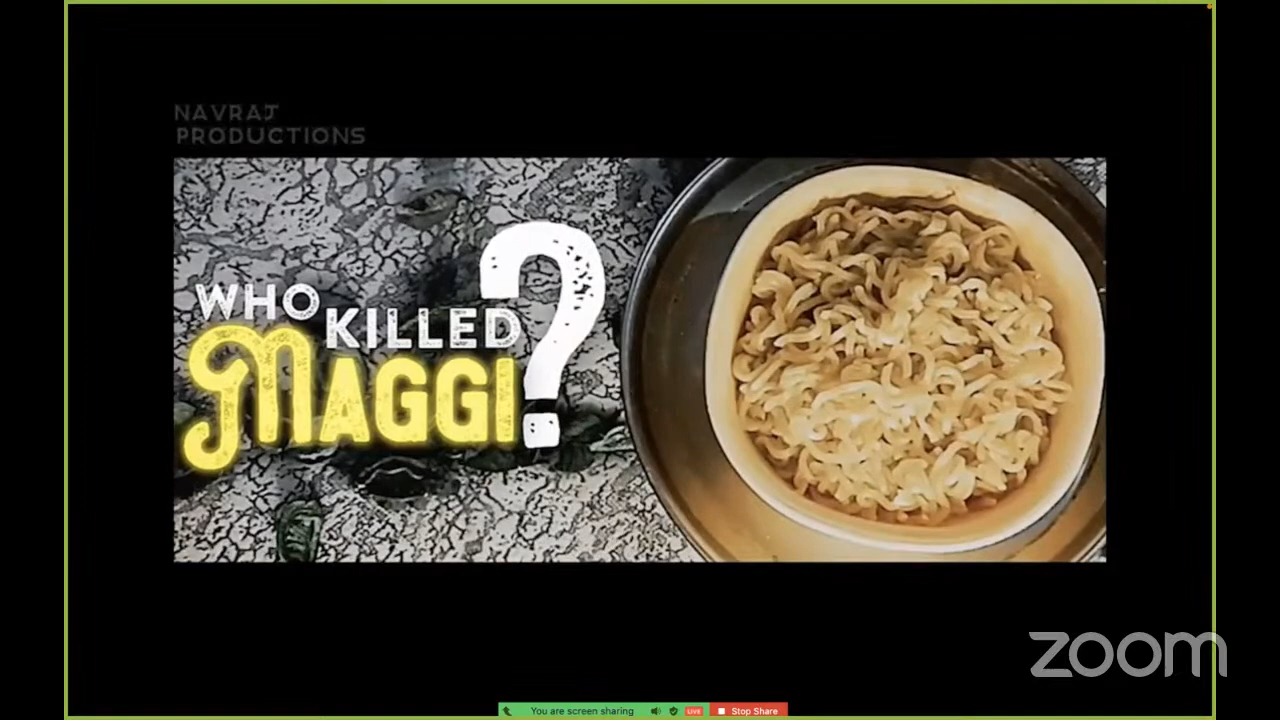 NAVRAJ
PRODUCTIONS
WHO
KILLED
MAGGI?
zoom
You are screen sharing LIVE Stop Share